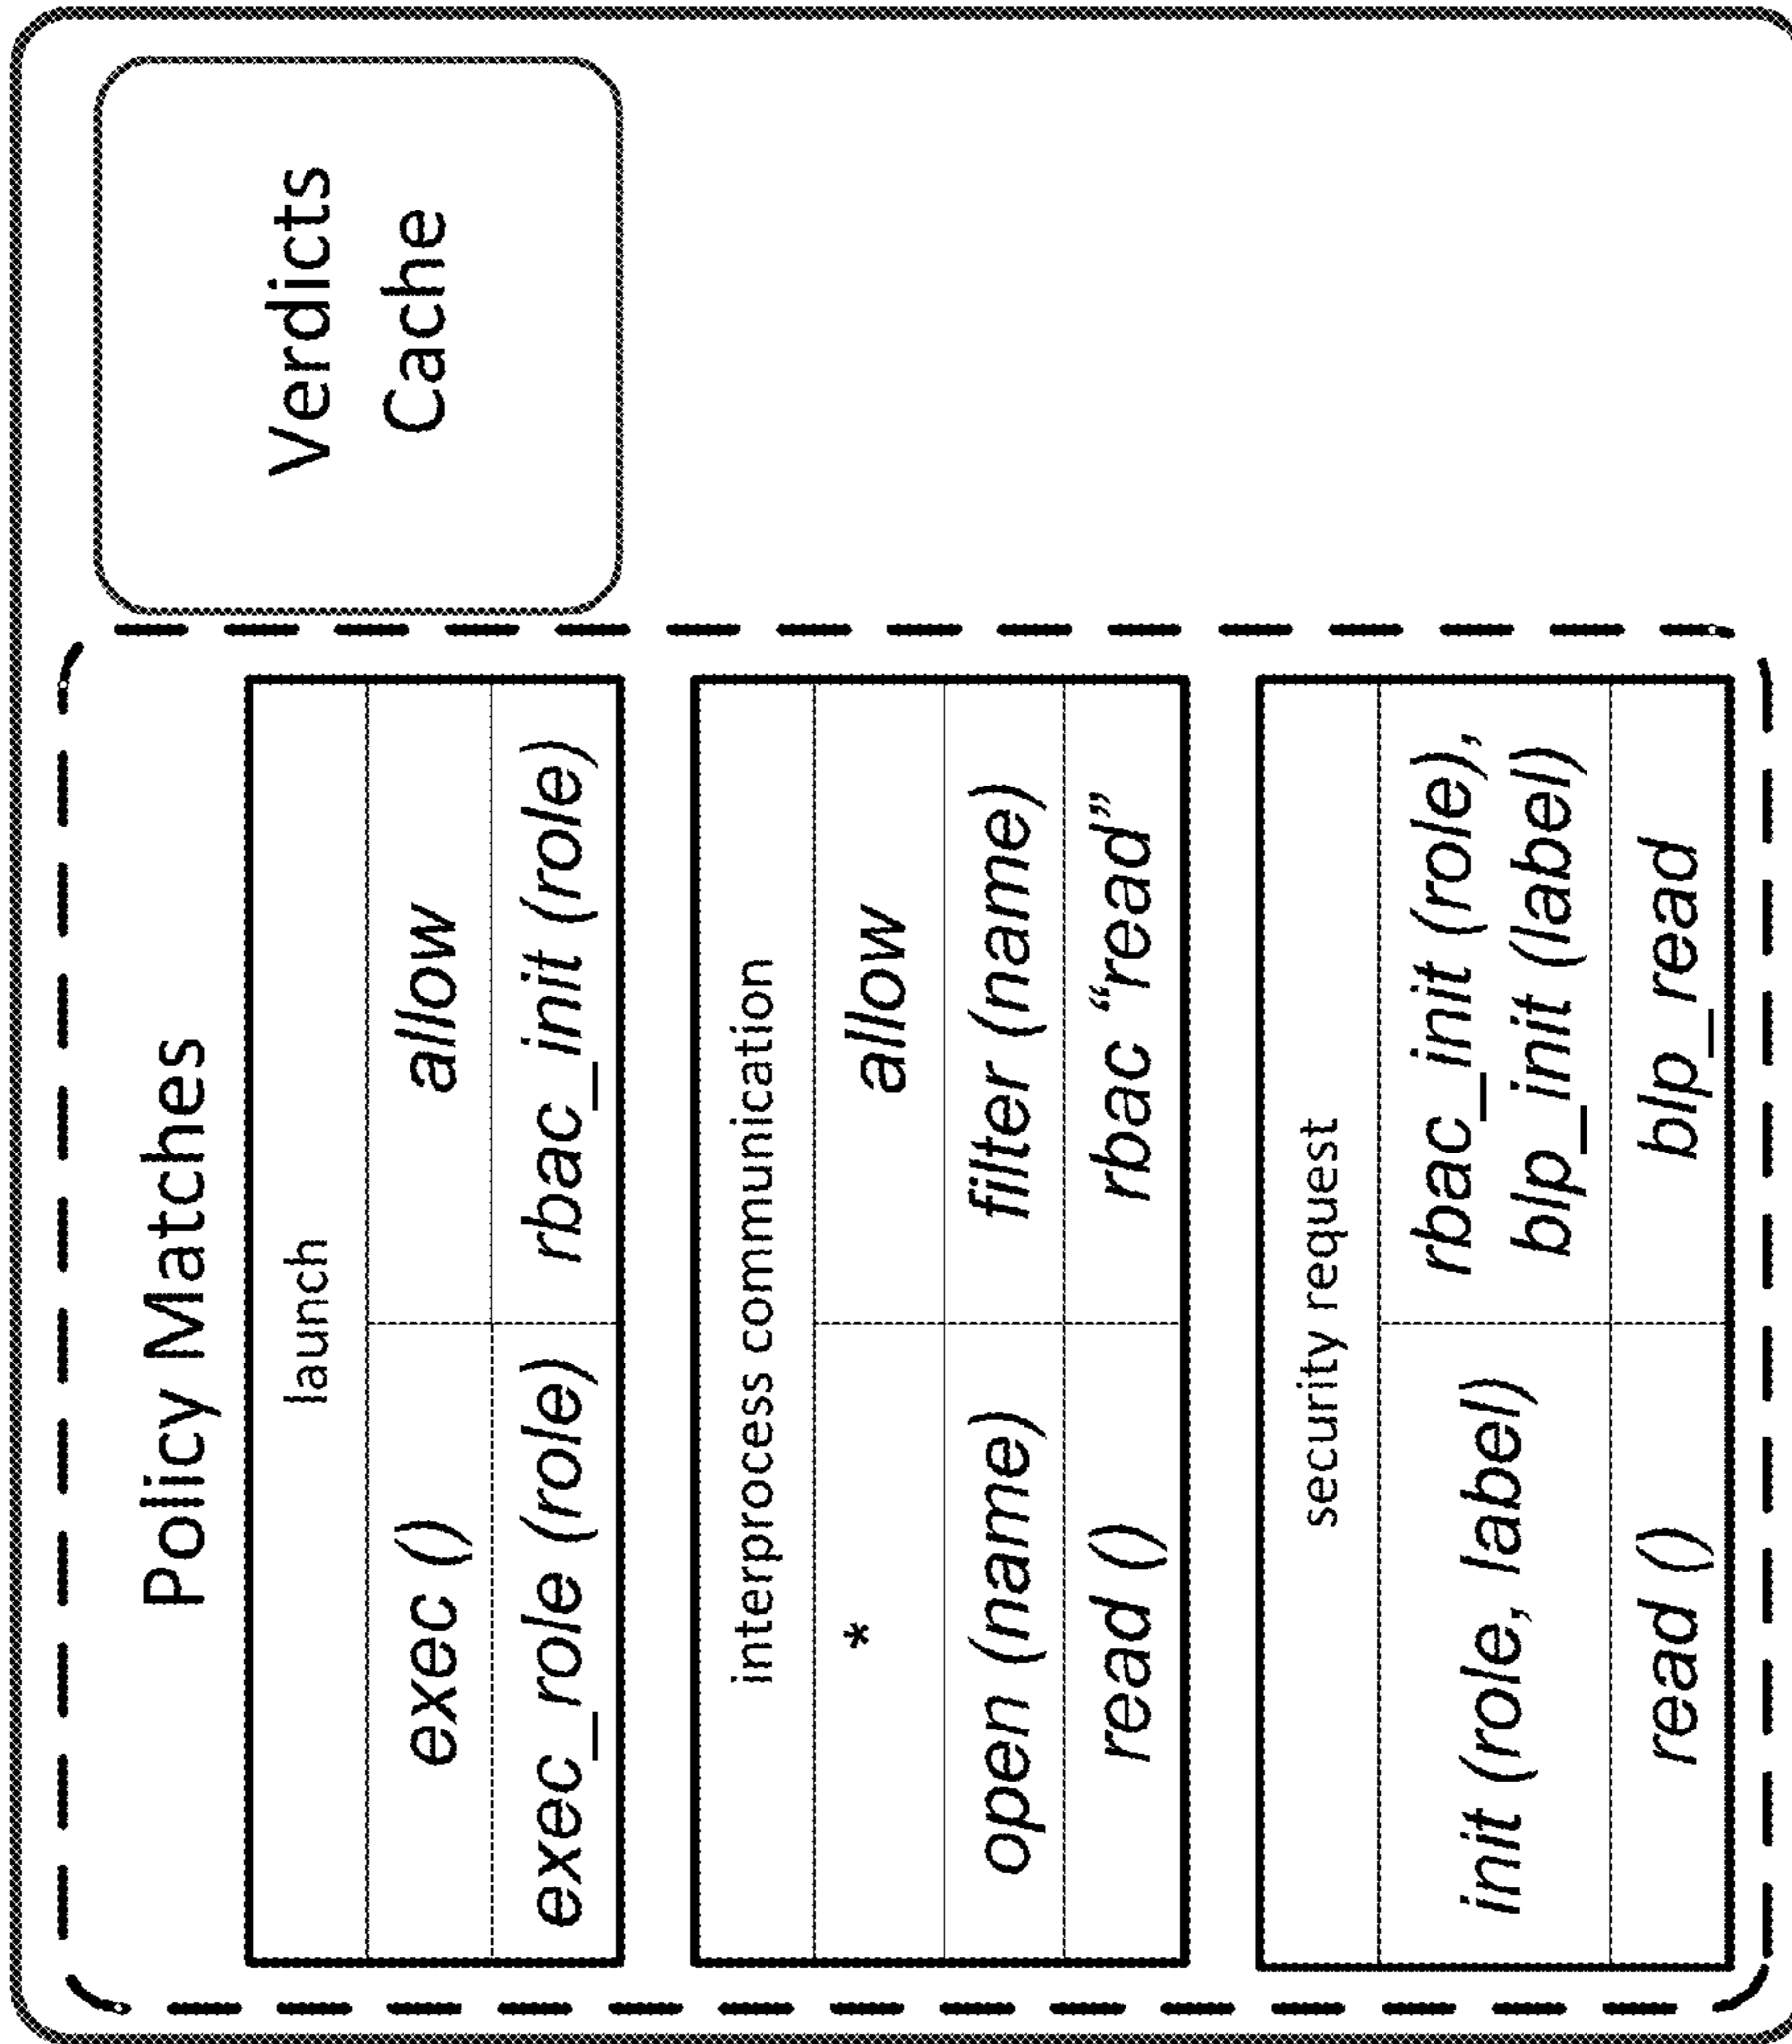 Policy Matches
launch
exec ()
allow
exec_role (role)
rbac_init (role)
interprocess communication
*
allow
open (name)
filter (name)
read ()
rbac “read”
security request
init (role, label)
rbac_init (role),
blp_init (label)
read ()
blp_read
Verdicts
Cache